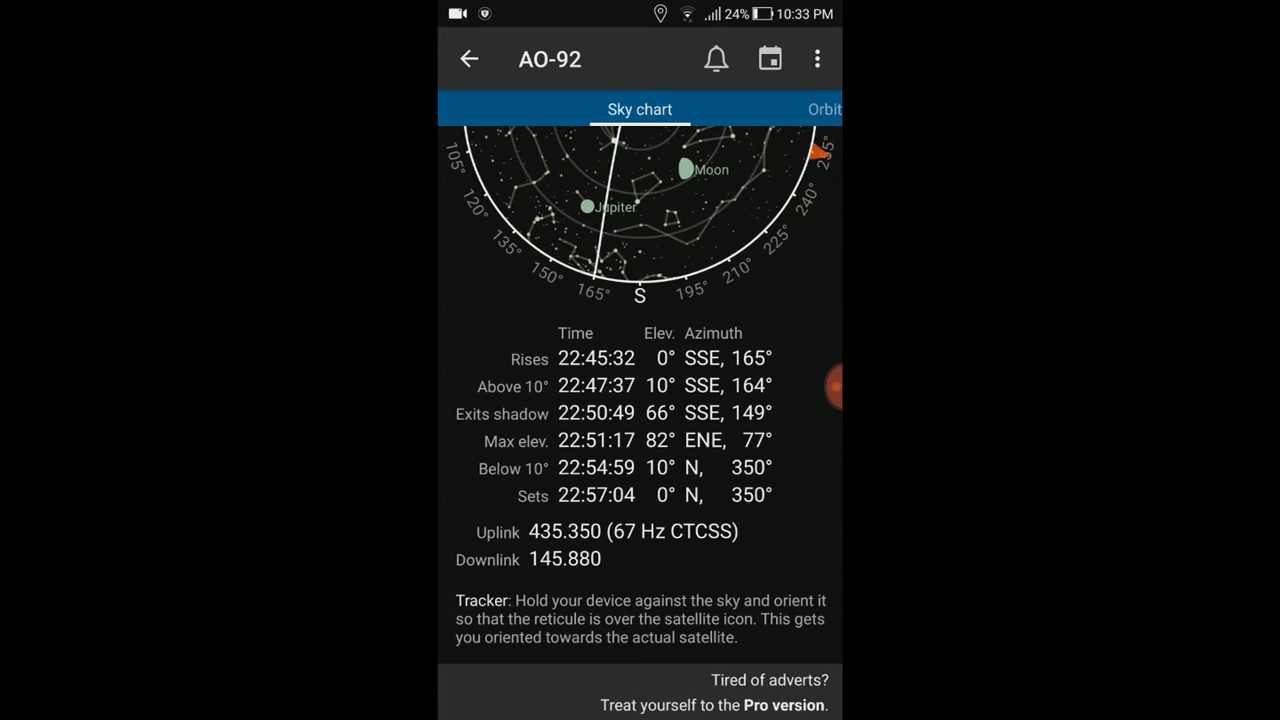 24% 10:33 PM
AO-92
Sky chart Orbit
105° 255°
Moon
120° Jupiter 240°
135° 225°
150° 210°
165° S 195°
Time Elev. Azimuth
Rises 22:45:32 0° SSE, 165°
Above 10° 22:47:37 10° SSE, 164°
Exits shadow 22:50:49 66° SSE, 149°
Max elev. 22:51:17 82° ENE, 77°
Below 10° 22:54:59 10° N, 350°
Sets 22:57:04 0° N, 350°
Uplink 435.350 (67 Hz CTCSS)
Downlink 145.880
Tracker: Hold your device against the sky and orient it
so that the reticule is over the satellite icon. This gets
you oriented towards the actual satellite.
Tired of adverts?
Treat yourself to the Pro version.